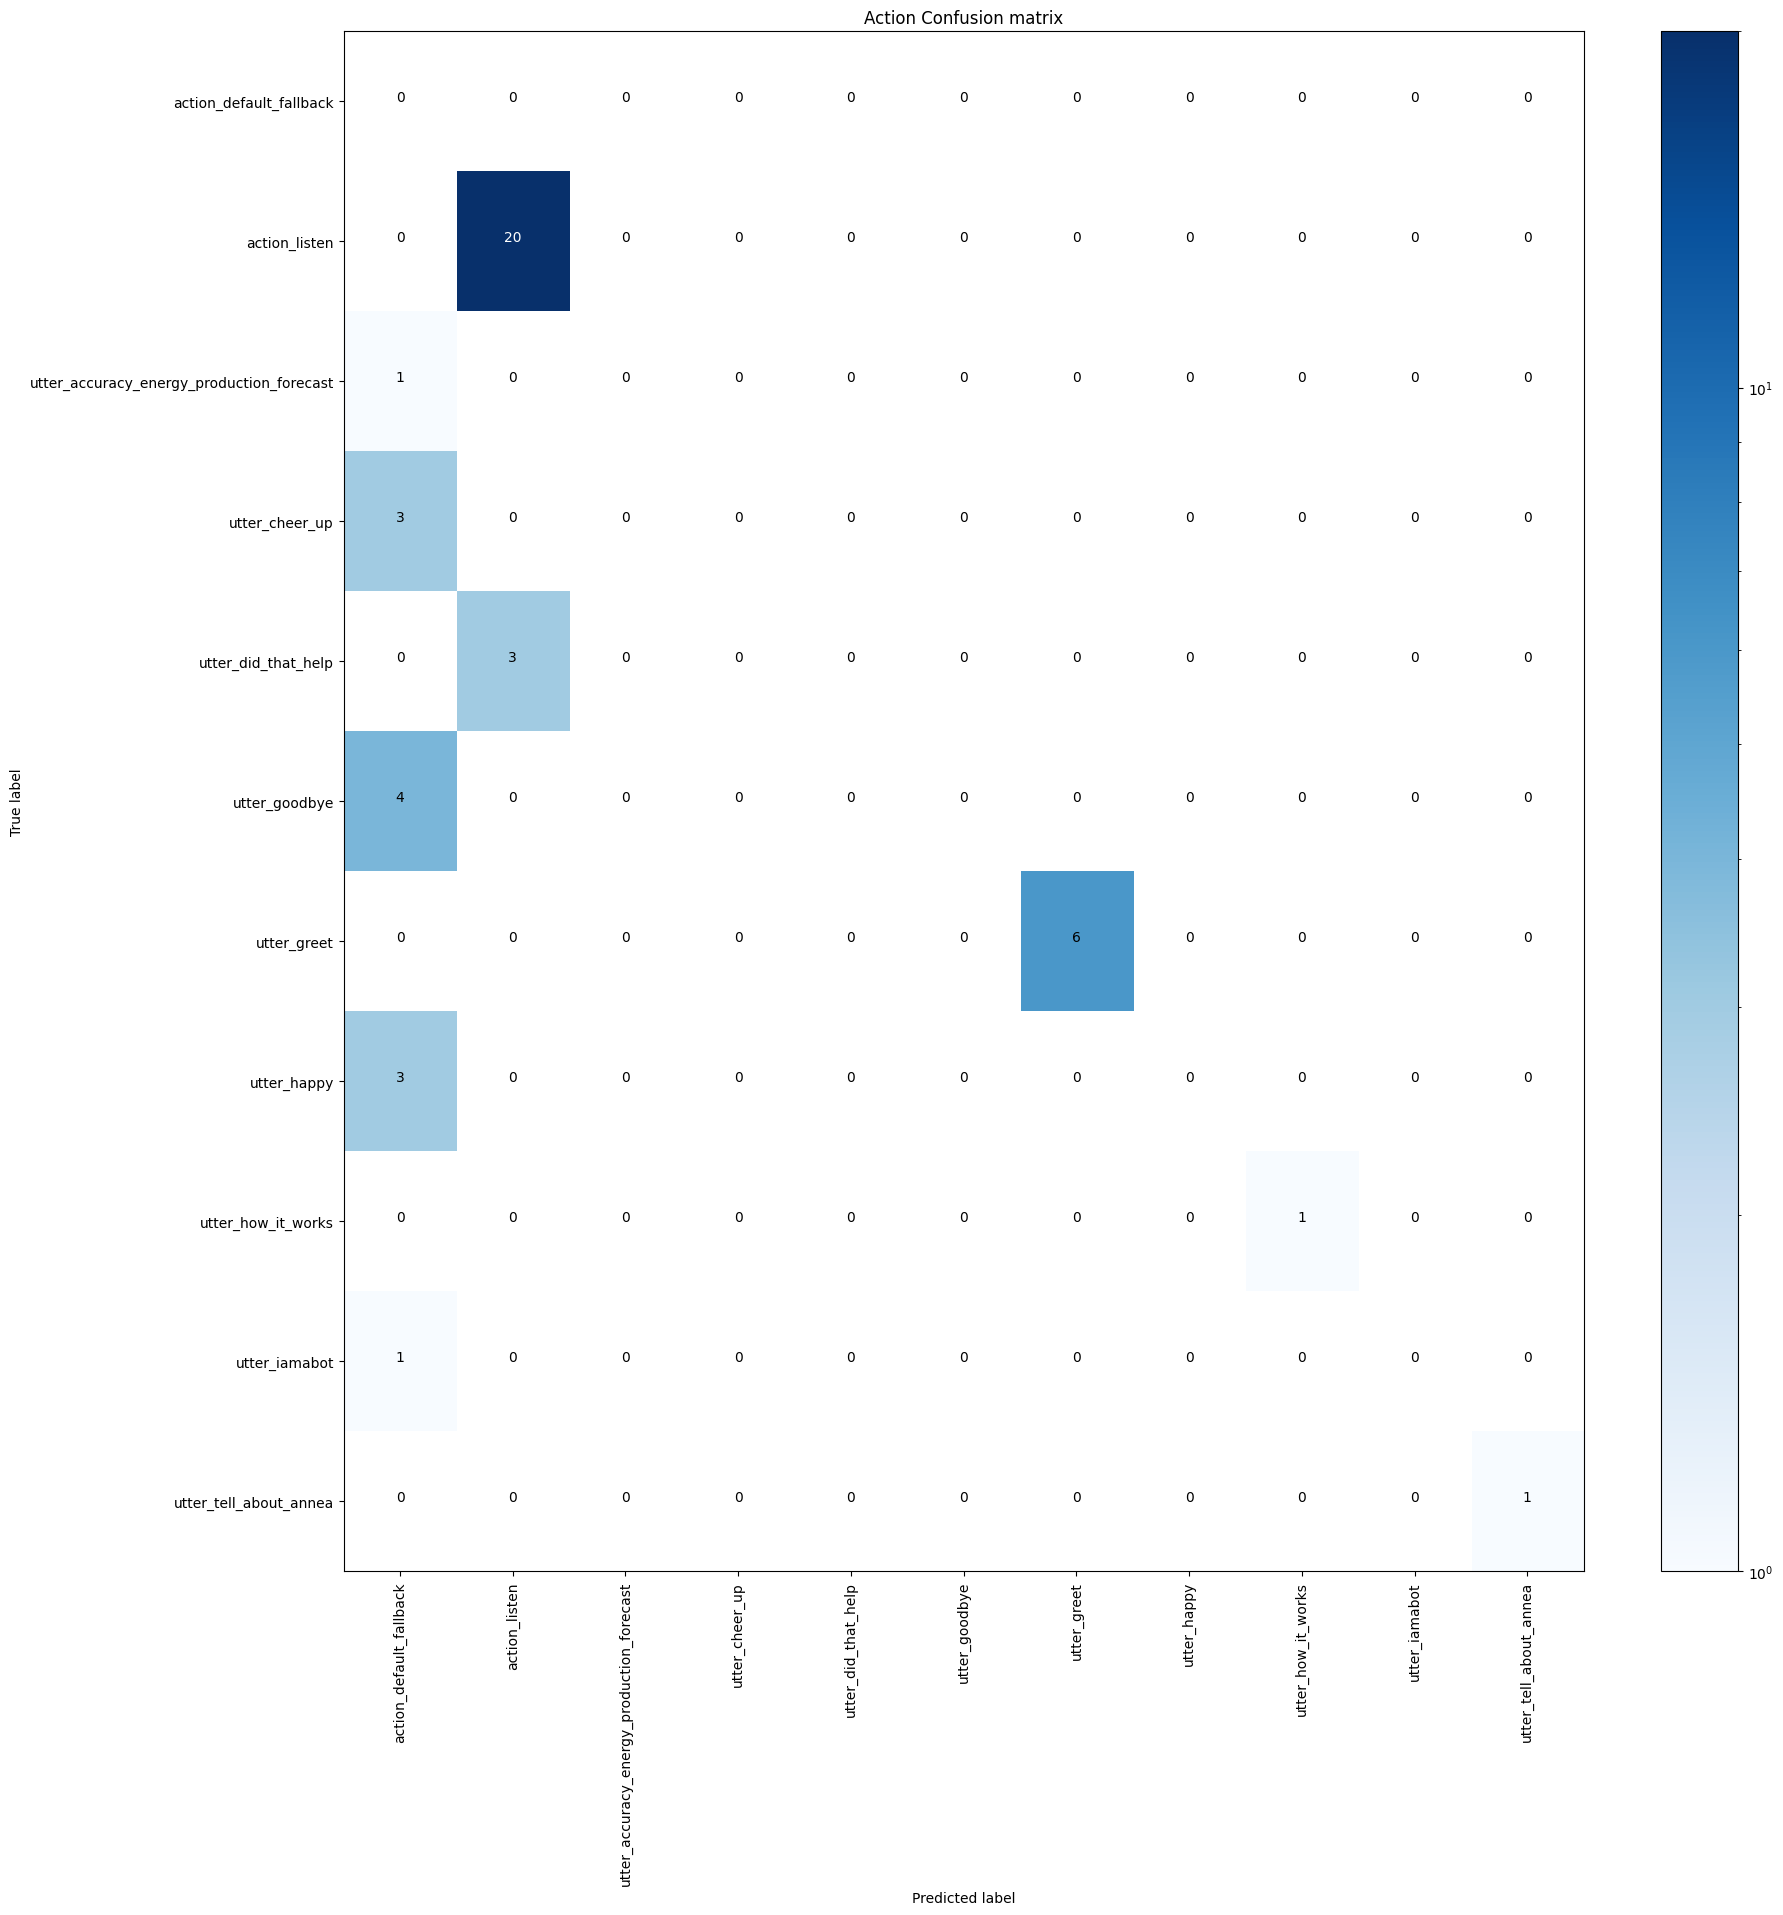 Action Confusion matrix
True label
action_default_fallback 0 0 0 0 0 0 0 0 0 0 0
action_listen 0 20 0 0 0 0 0 0 0 0 0
utter_accuracy_energy_production_forecast 1 0 0 0 0 0 0 0 0 0 0
utter_cheer_up 3 0 0 0 0 0 0 0 0 0 0
utter_did_that_help 0 3 0 0 0 0 0 0 0 0 0
utter_goodbye 4 0 0 0 0 0 0 0 0 0 0
utter_greet 0 0 0 0 0 0 6 0 0 0 0
utter_happy 3 0 0 0 0 0 0 0 0 0 0
utter_how_it_works 0 0 0 0 0 0 0 0 1 0 0
utter_iamabot 1 0 0 0 0 0 0 0 0 0 0
utter_tell_about_annea 0 0 0 0 0 0 0 0 0 0 1
action_default_fallback
action_listen
utter_accuracy_energy_production_forecast
utter_cheer_up
utter_did_that_help
utter_goodbye
utter_greet
utter_happy
utter_how_it_works
utter_iamabot
utter_tell_about_annea
Predicted label
10¹
10⁰